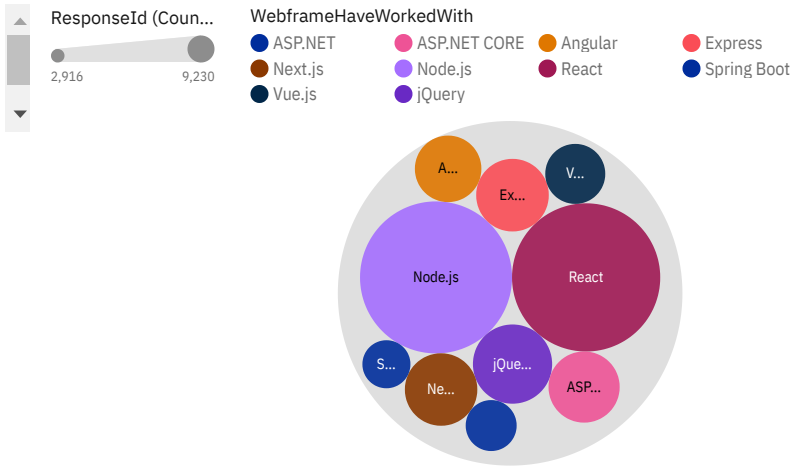 ResponseId (Coun...
2,916 9,230
WebframeHaveWorkedWith
ASP.NET ASP.NET CORE Angular Express
Next.js Node.js React Spring Boot
Vue.js jQuery
A...
Ex...
V...
Node.js
React
S...
Ne...
jQue...
ASP...